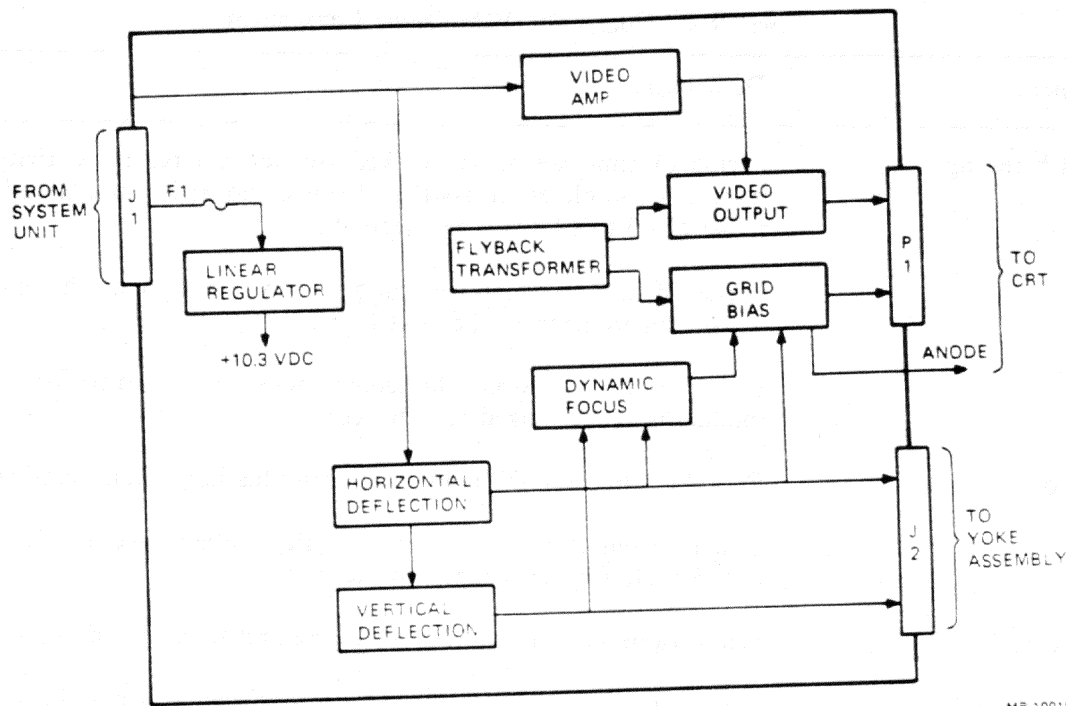 VIDEO
AMP
FROM
SYSTEM
UNIT
J
1
F1
LINEAR
REGULATOR
+10.3 VDC
FLYBACK
TRANSFORMER
VIDEO
OUTPUT
GRID
BIAS
P
1
TO
CRT
ANODE
DYNAMIC
FOCUS
HORIZONTAL
DEFLECTION
VERTICAL
DEFLECTION
J
2
TO
YOKE
ASSEMBLY